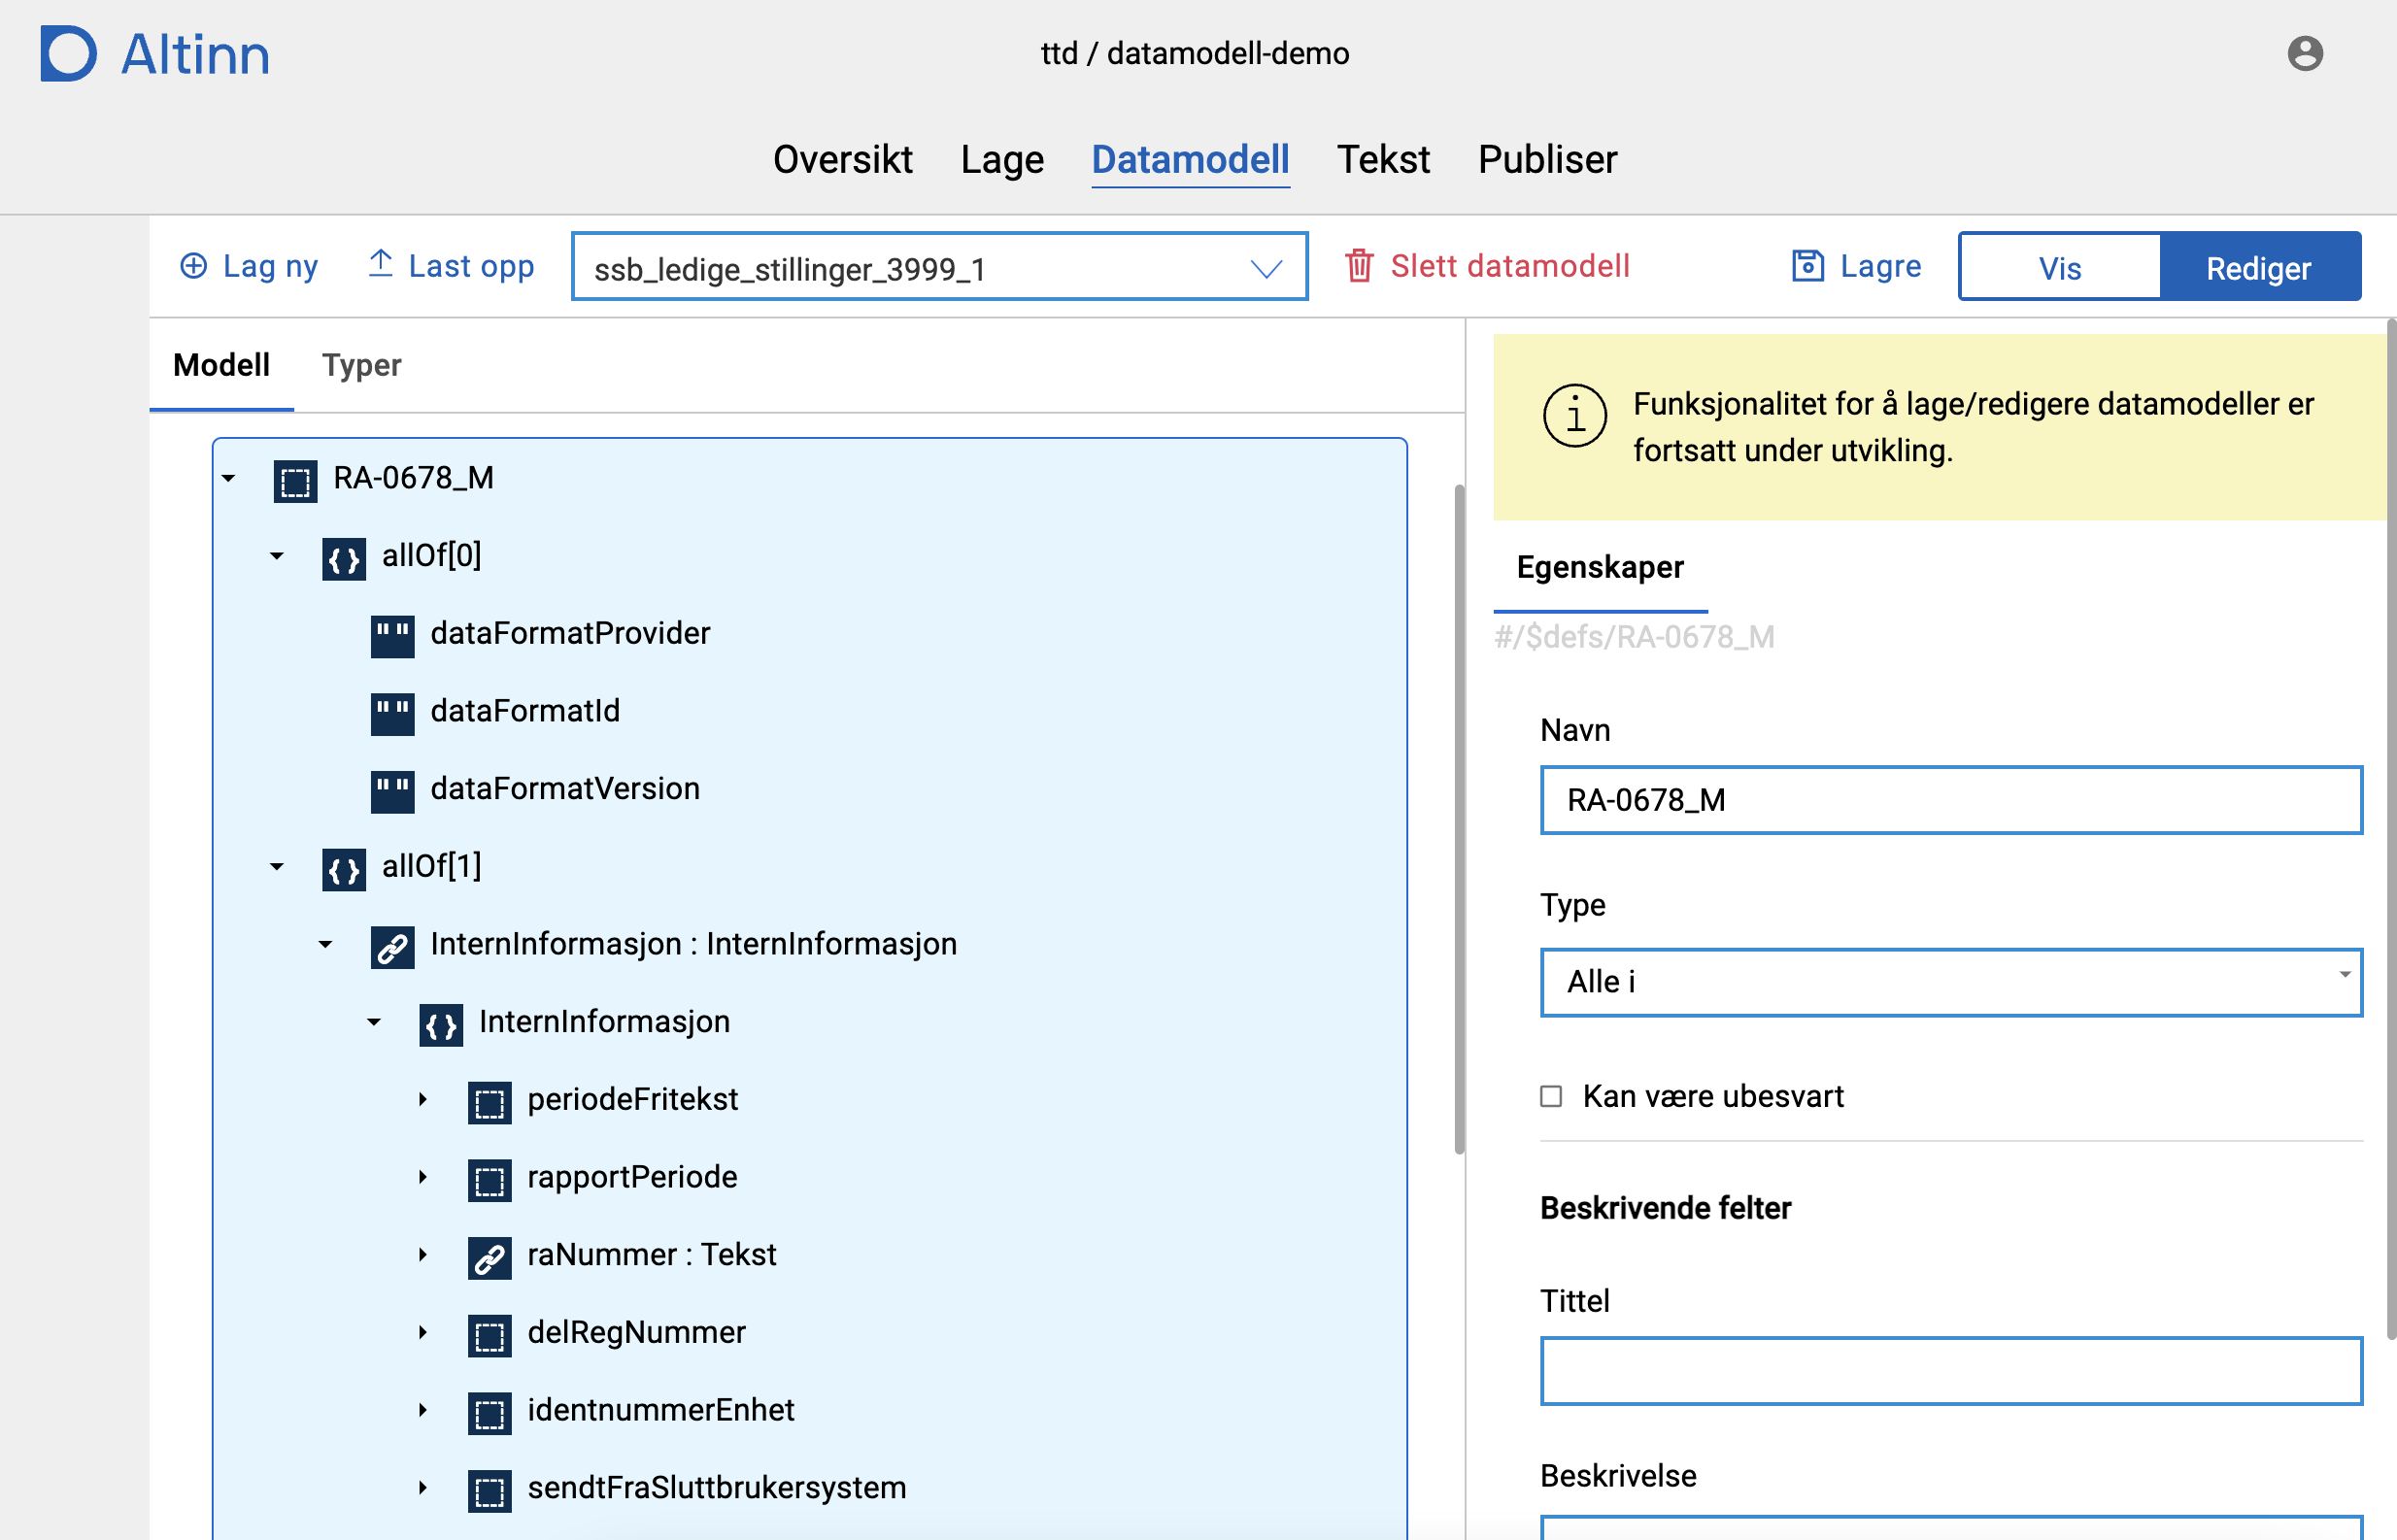 Altinn
ttd / datamodell-demo
Oversikt Lage Datamodell Tekst Publiser
Lag ny Last opp ssb_ledige_stillinger_3999_1 Slett datamodell Lagre Vis Rediger
Modell Typer
RA-0678_M
allOf[0]
dataFormatProvider
dataFormatId
dataFormatVersion
allOf[1]
InternInformasjon : InternInformasjon
InternInformasjon
periodeFritekst
rapportPeriode
raNummer : Tekst
delRegNummer
identnummerEnhet
sendtFraSluttbrukersystem
Funksjonalitet for å lage/redigere datamodeller er
fortsatt under utvikling.
Egenskaper
#/$defs/RA-0678_M
Navn
RA-0678_M
Type
Alle i
Kan være ubesvart
Beskrivende felter
Tittel
Beskrivelse